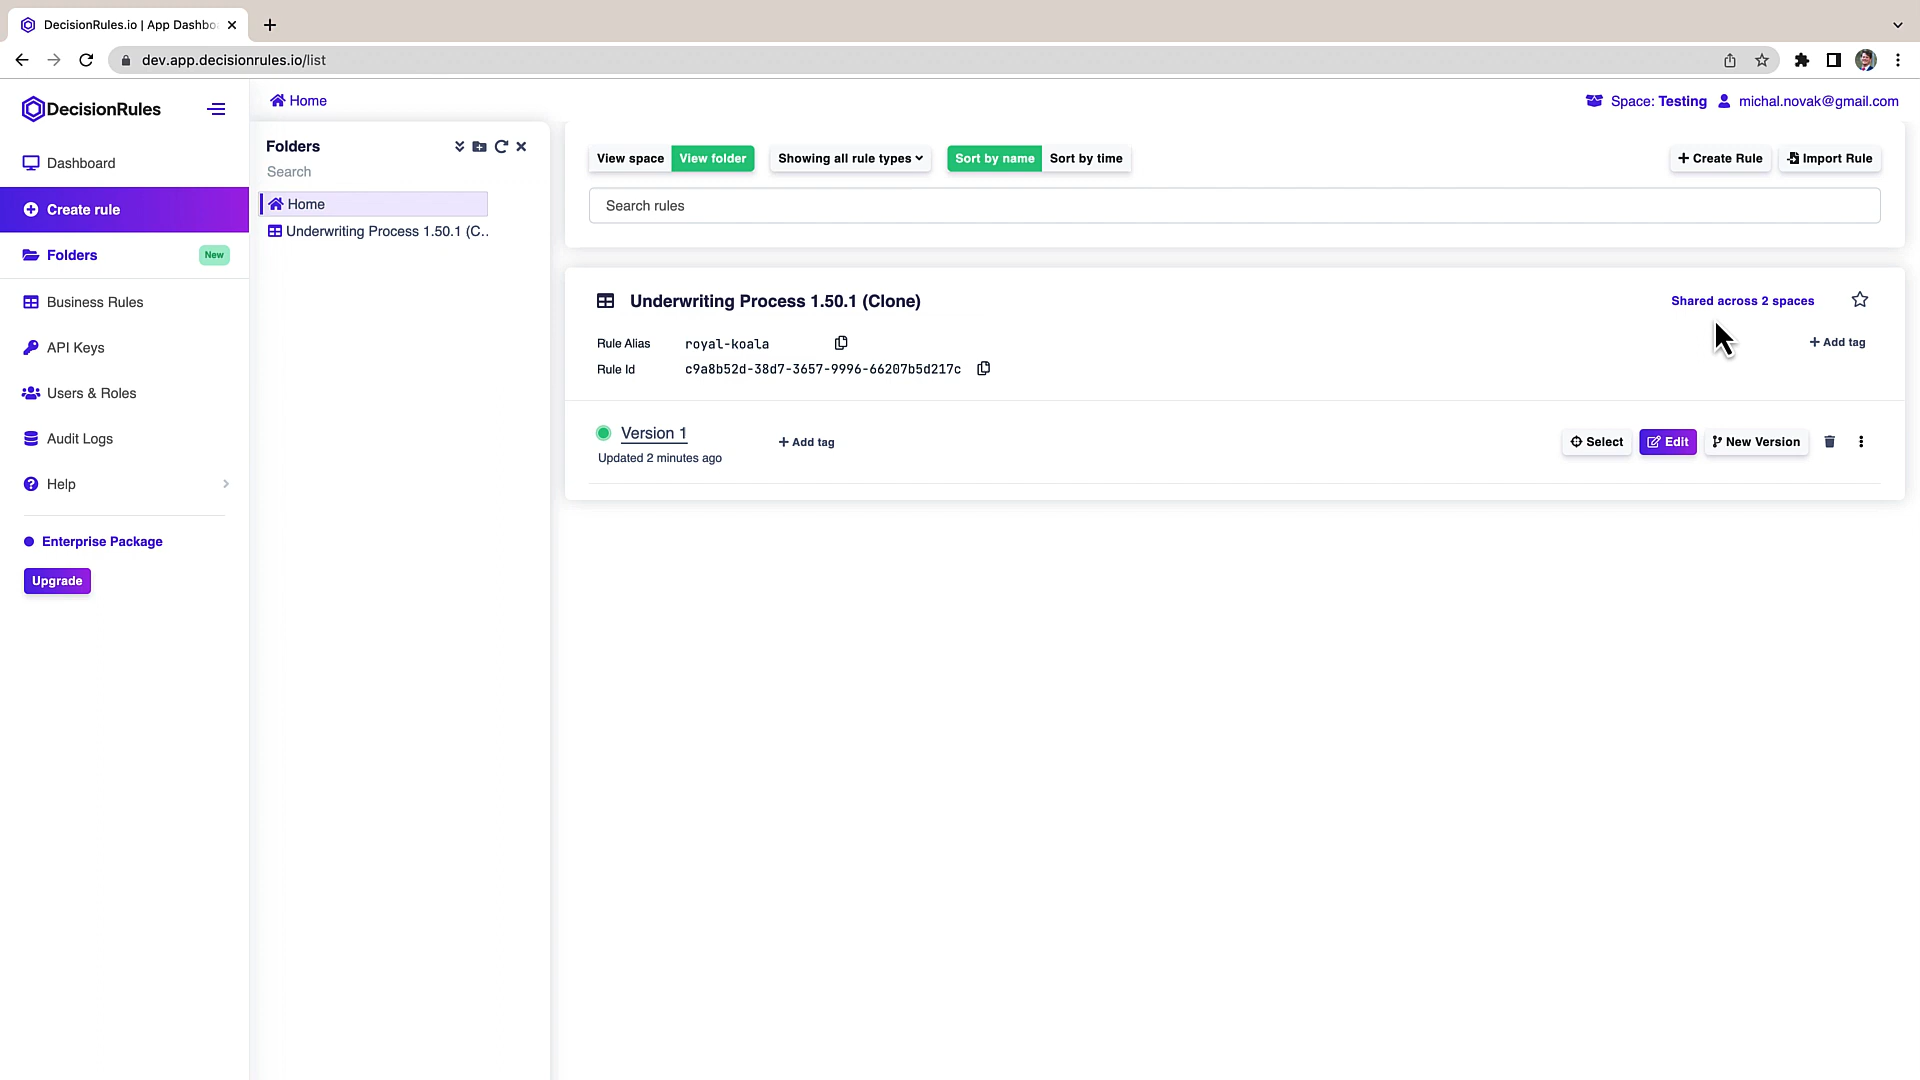 DecisionRules.io | App Dashbo
dev.app.decisionrules.io/list
DecisionRules
Home
Space: Testing
michal.novak@gmail.com
Dashboard
Create rule
Folders
New
Business Rules
API Keys
Users & Roles
Audit Logs
Help
Enterprise Package
Upgrade
Folders
Search
Home
Underwriting Process 1.50.1 (C..
View space
View folder
Showing all rule types
Sort by name
Sort by time
Create Rule
Import Rule
Search rules
Underwriting Process 1.50.1 (Clone)
Shared across 2 spaces
Rule Alias
royal-koala
+ Add tag
Rule Id
c9a8b52d-38d7-3657-9996-66207b5d217c
Version 1
Updated 2 minutes ago
+ Add tag
Select
Edit
New Version